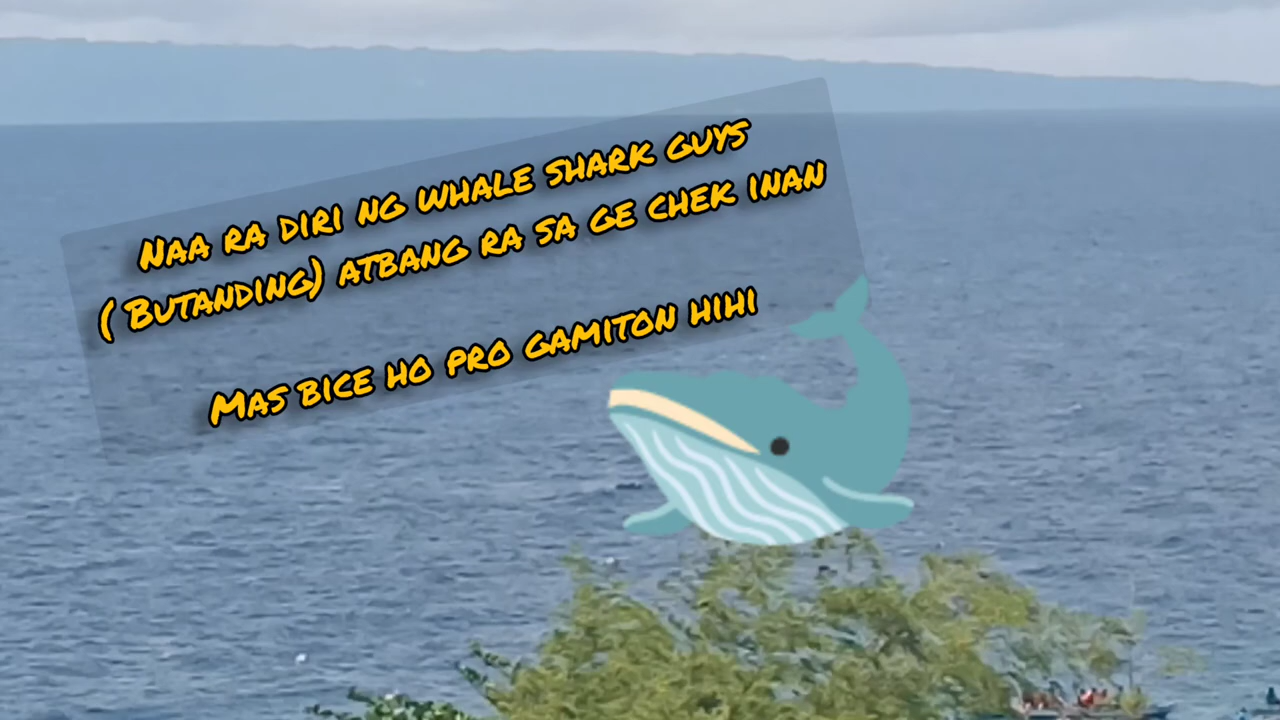 Naa ra diri ng whale shark guys
( Butanding) atbang ra sa ge chek inan
Mas bice ho pro gamiton hihi